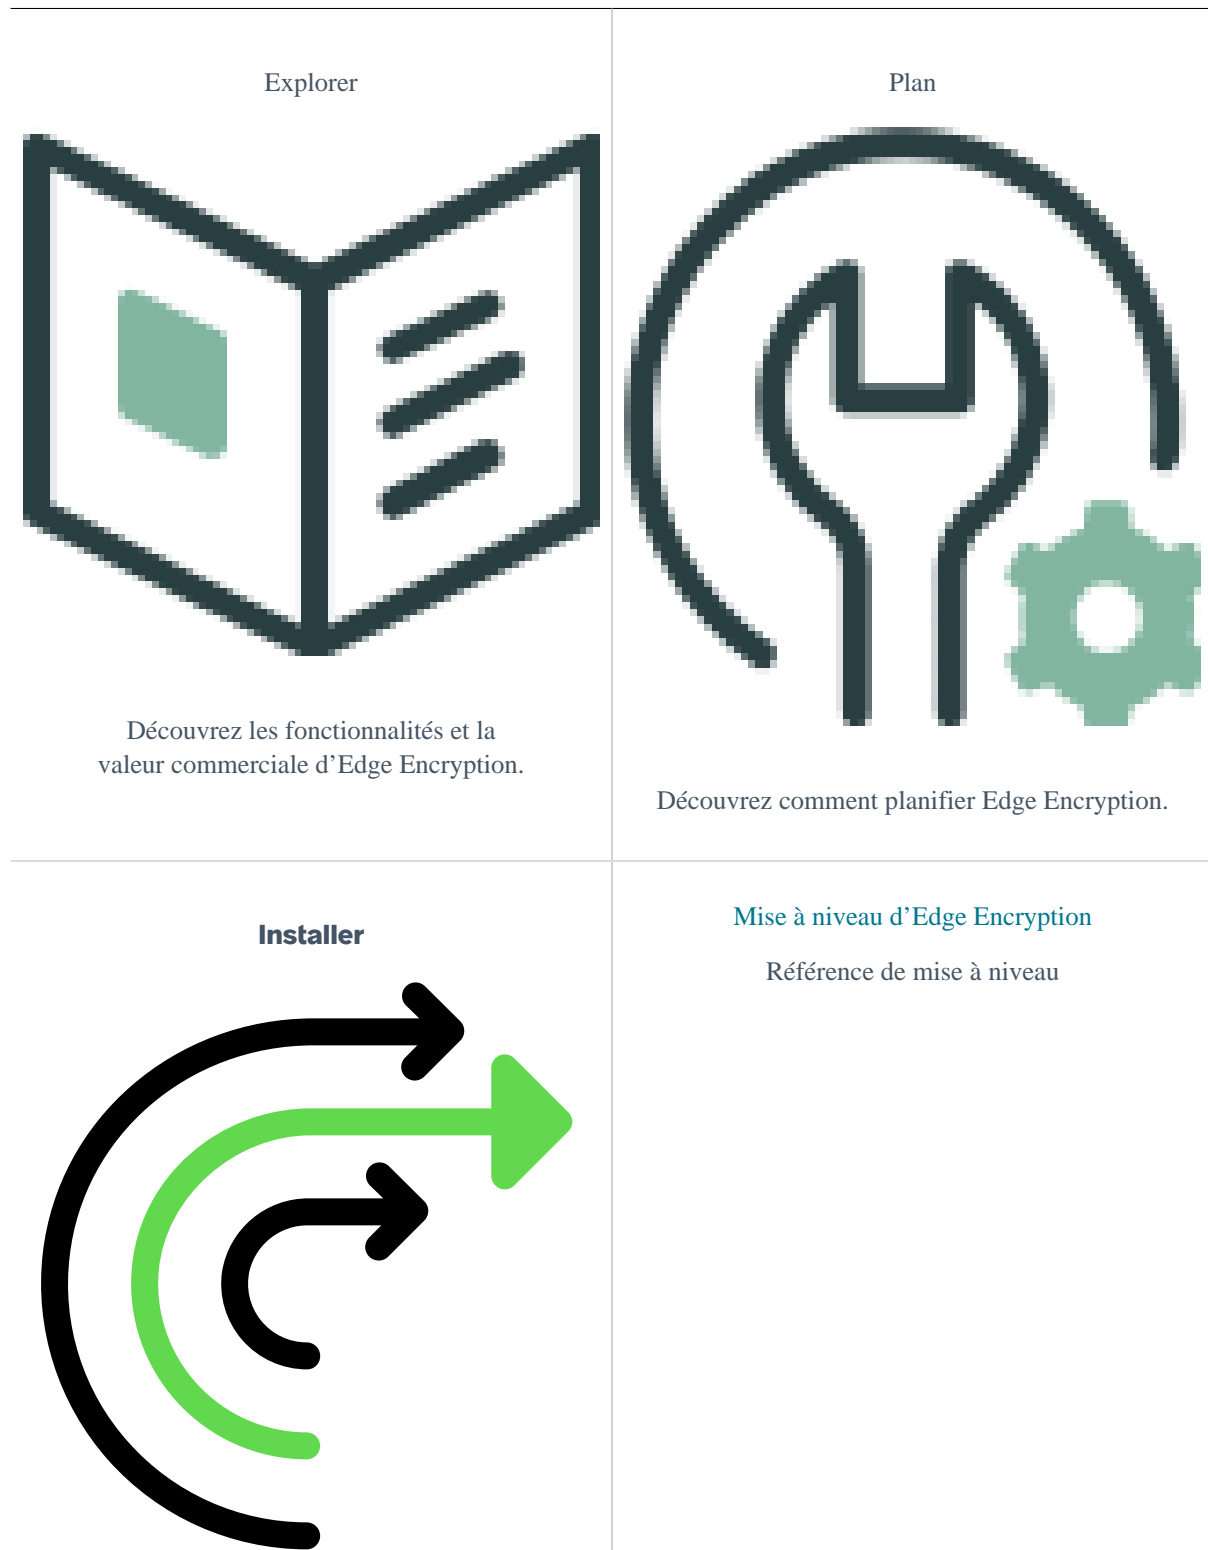 Explorer
Plan
Découvrez les fonctionnalités et la
valeur commerciale d’Edge Encryption.
Découvrez comment planifier Edge Encryption.
Installer
Mise à niveau d’Edge Encryption
Référence de mise à niveau